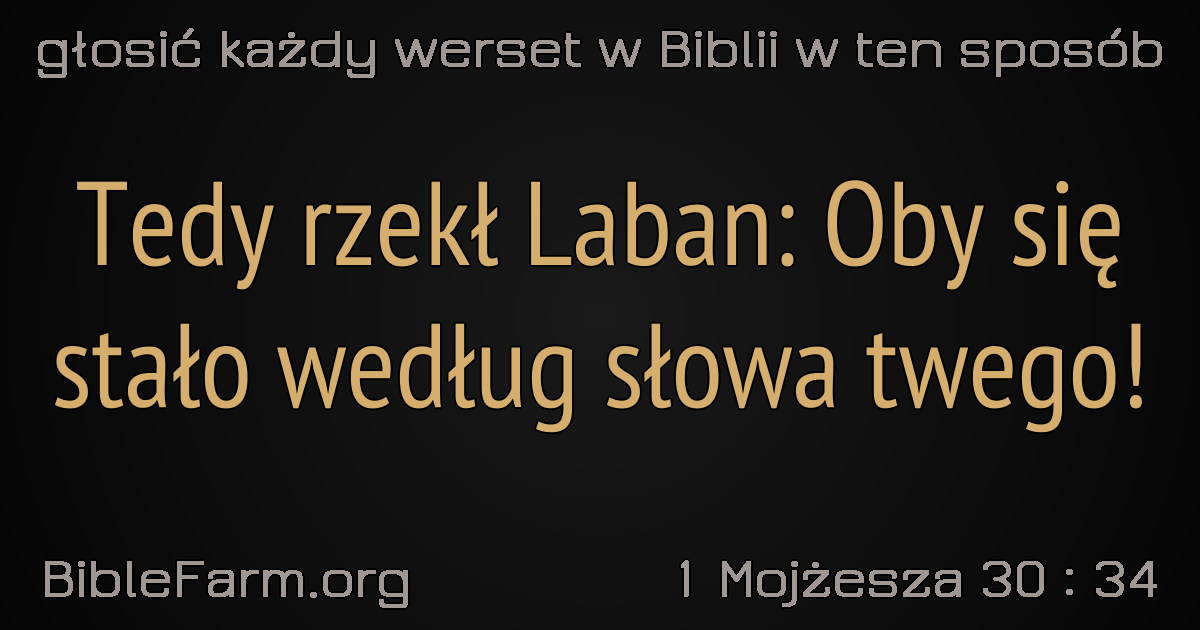 głosić każdy werset w Biblii w ten sposób
Tedy rzekł Laban: Oby się
stało według słowa twego!
BibleFarm.org
1 Mojżesza 30 : 34